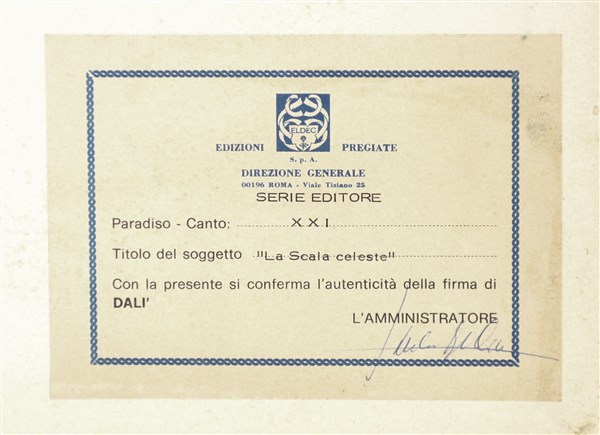 ELDEC
EDIZIONI PREGIATE
S. p. A.
DIREZIONE GENERALE
00196 ROMA - Viale Tiziano 25
SERIE EDITORE
Paradiso - Canto: XXI
Titolo del soggetto "La Scala celeste"
Con la presente si conferma l'autenticità della firma di
DALI'
L'AMMINISTRATORE